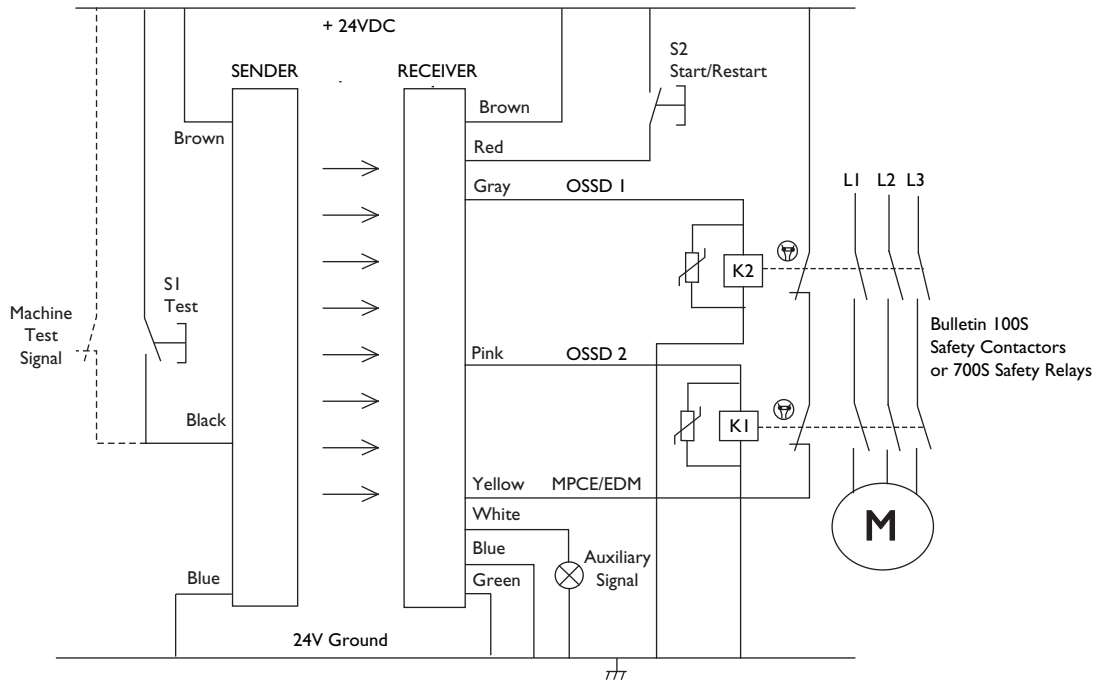 + 24VDC
SENDER
RECEIVER
S2
Start/Restart
Brown
Brown
Red
Gray
OSSD 1
L1
L2
L3
K2
S1
Test
Machine
Test
Signal
Bulletin 100S
Safety Contactors
or 700S Safety Relays
Pink
OSSD 2
Black
K1
Yellow
MPCE/EDM
White
M
Blue
Auxiliary
Signal
Green
Blue
24V Ground